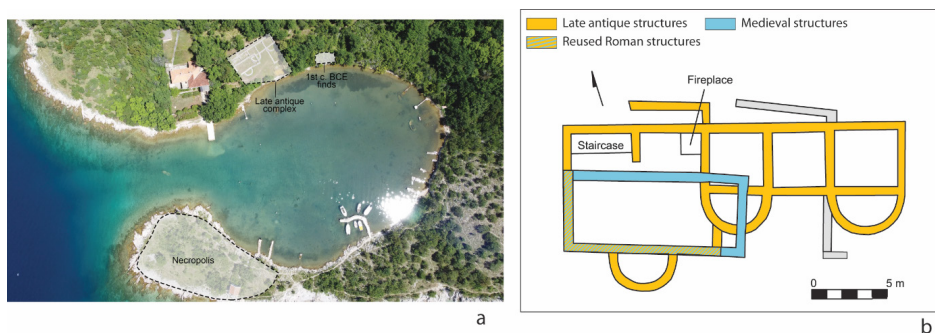 1st c. BCE
finds
Late antique
complex
Necropolis
a
Late antique structures
Medieval structures
Reused Roman structures
Fireplace
Staircase
0
5 m
b